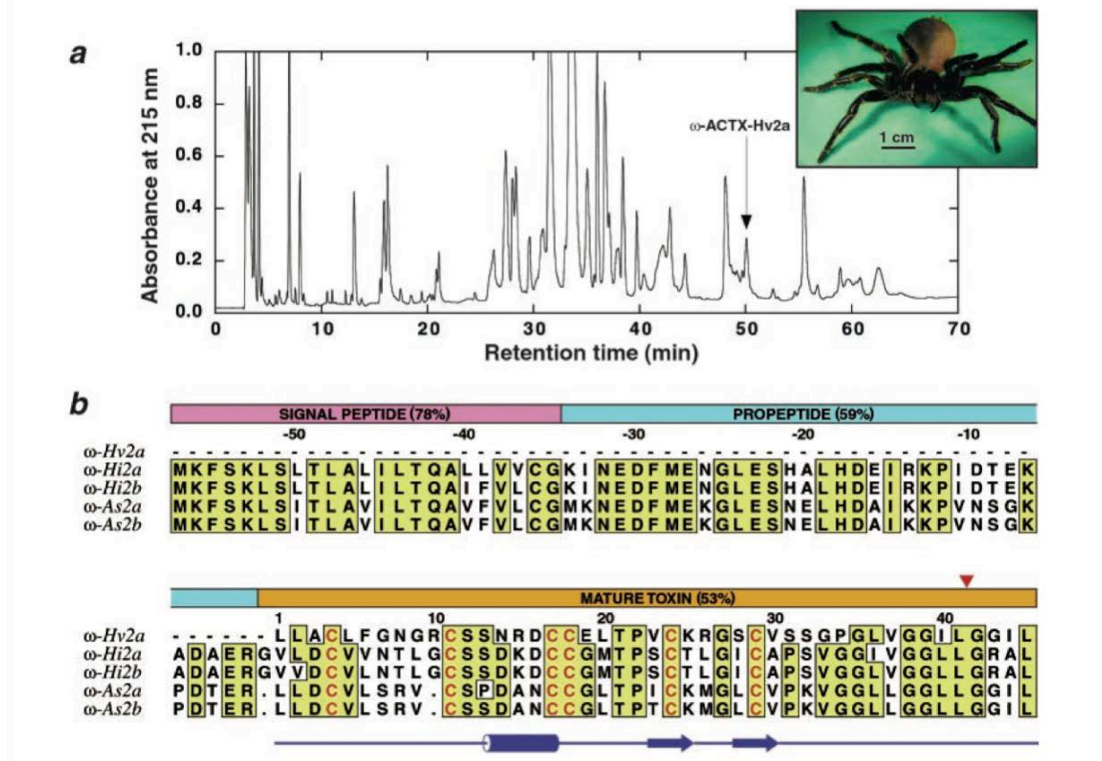 a
1.0
0.8
0.6
0.4
0.2
0.0
Absorbance at 215 nm
ω-ACTX-Hv2a
1 cm
0 10 20 30 40 50 60 70
Retention time (min)
b
SIGNAL PEPTIDE (78%) PROPEPTIDE (59%)
-50 -40 -30 -20 -10
ω-Hv2a - - - - - - - - - - - - - - - - - - - - - - - - - - - - - - - - - - - - - - - - - - - - - - - - - - -
ω-Hi2a MKFSKLSLTLALILTQALLVVCGKINEDFMENGLESHALHDEIRKPIDTEK
ω-Hi2b MKFSKLSLTLALILTQAIFVLCGKINEDFMENGLESHALHDEIRKPIDTEK
ω-As2a MKFSKLSITLAVILTQAVFVLCGMKNEDFMEKGLESNELHDAIKKPVNSGK
ω-As2b MKFSKLSITLAVILTQAVFVLCGMKNEDFMEKGLESNELHDAIKKPVNSGK
MATURE TOXIN (53%)
1 10 20 30 40
ω-Hv2a - - - - - - LLACLFGNGRCSSNRDCCELTPVCKRGSCVSSGPGLVGGILGGIL
ω-Hi2a ADAERGVLDCVVNTLGCSSDKDCCGMTPSCTLGICAPSVGGIVGGLLGRAL
ω-Hi2b ADAERGVVDCVLNTLGCSSDKDCCGMTPSCTLGICAPSVGGLVGGLLGRAL
ω-As2a PDTER.LLDCVLSRV.CSPDANCCGLTPICKMGLCVPKVGGLLGGLLGGIL
ω-As2b PDTER.LLDCVLSRV.CSSDANCCGLTPTCKMGLCVPKVGGLLGGLLGGIL